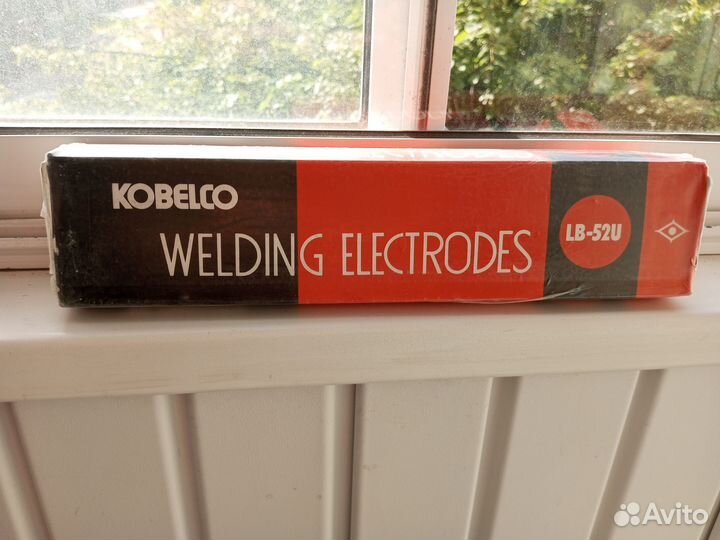 KOBELCO
WELDING ELECTRODES
LB-52U
Avito